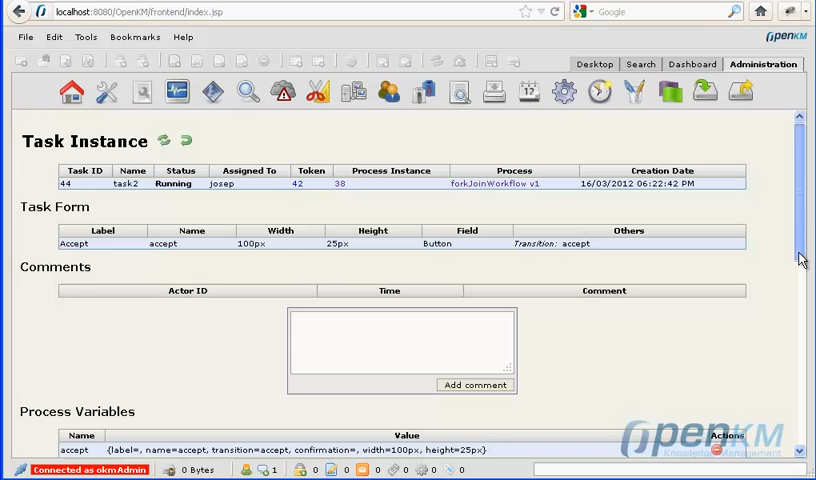 localhost:8080/OpenKM/frontend/index.jsp
Google
File Edit Tools Bookmarks Help
OPENKM
Desktop Search Dashboard Administration
Task Instance
Task ID Name Status Assigned To Token Process Instance Process Creation Date
44 task2 Running josep 42 38 forkJoinWorkflow v1 16/03/2012 06:22:42 PM
Task Form
Label Name Width Height Field Others
Accept accept 100px 25px Button Transition: accept
Comments
Actor ID Time Comment
Add comment
Process Variables
Name Value Actions
accept {label=, name=accept, transition=accept, confirmation=, width=100px, height=25px}
OpenKM
Knowledge Management
Connected as okmAdmin 0 Bytes 1 0 0 0 0 0 0